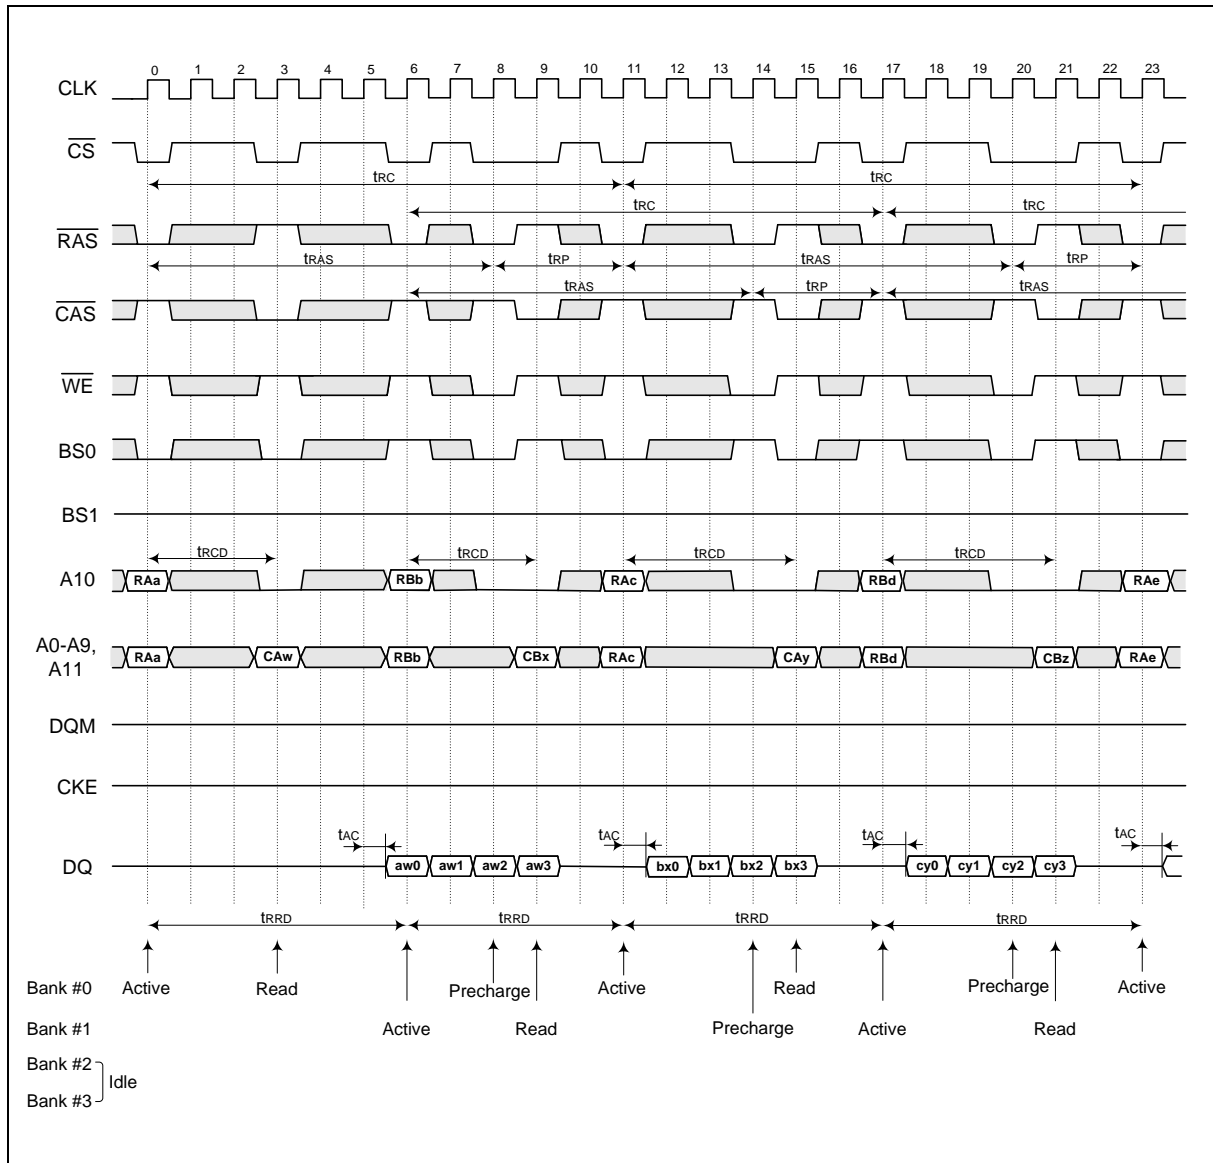 0 1 2 3 4 5 6 7 8 9 10 11 12 13 14 15 16 17 18 19 20 21 22 23
CLK
CS
tRC tRC
tRC tRC
RAS
tRAS tRP tRAS tRP
tRAS tRP tRAS
CAS
WE
BS0
BS1
tRCD tRCD tRCD tRCD
A10 RAa RBb RAc RBd RAe
A0-A9,
A11
RAa CAw RBb CBx RAc CAy RBd CBz RAe
DQM
CKE
tAC tAC tAC tAC
DQ aw0 aw1 aw2 aw3 bx0 bx1 bx2 bx3 cy0 cy1 cy2 cy3
tRRD tRRD tRRD tRRD
Bank #0 Active Read Precharge Active Read Precharge Active
Bank #1 Active Read Precharge Active Read
Bank #2
Idle
Bank #3